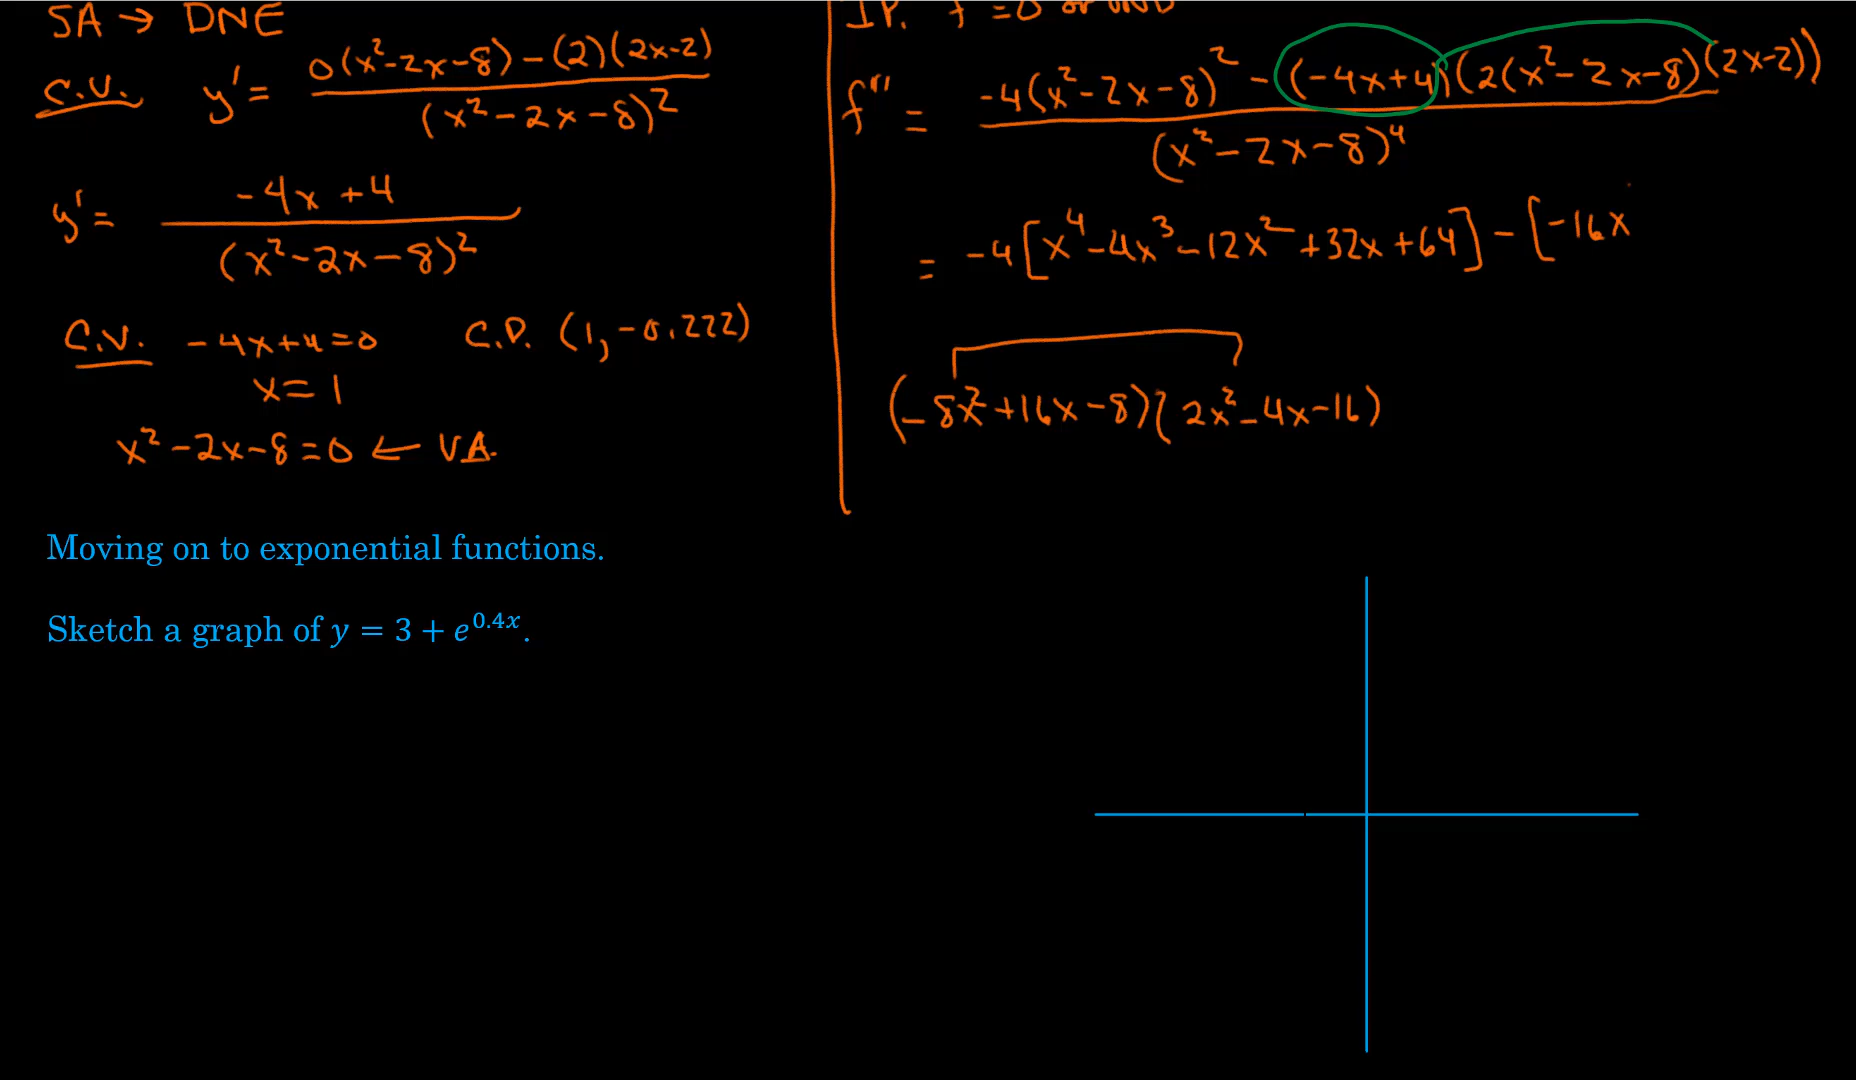 SA → DNE
C.V. y' = 0(x²-2x-8) - (2)(2x-2) / (x²-2x-8)²
y' = -4x+4 / (x²-2x-8)²
C.V. -4x+4=0 C.P. (1, -0.222)
x = 1
x²-2x-8=0 ← V.A.
I.P. f''=0 or UND
f'' = -4(x²-2x-8)² - (-4x+4)(2(x²-2x-8)(2x-2)) / (x²-2x-8)⁴
= -4[x⁴-4x³-12x²+32x+64] - [-16x
(-8x²+16x-8)(2x²-4x-16)
Moving on to exponential functions.
Sketch a graph of y = 3 + e^0.4x.